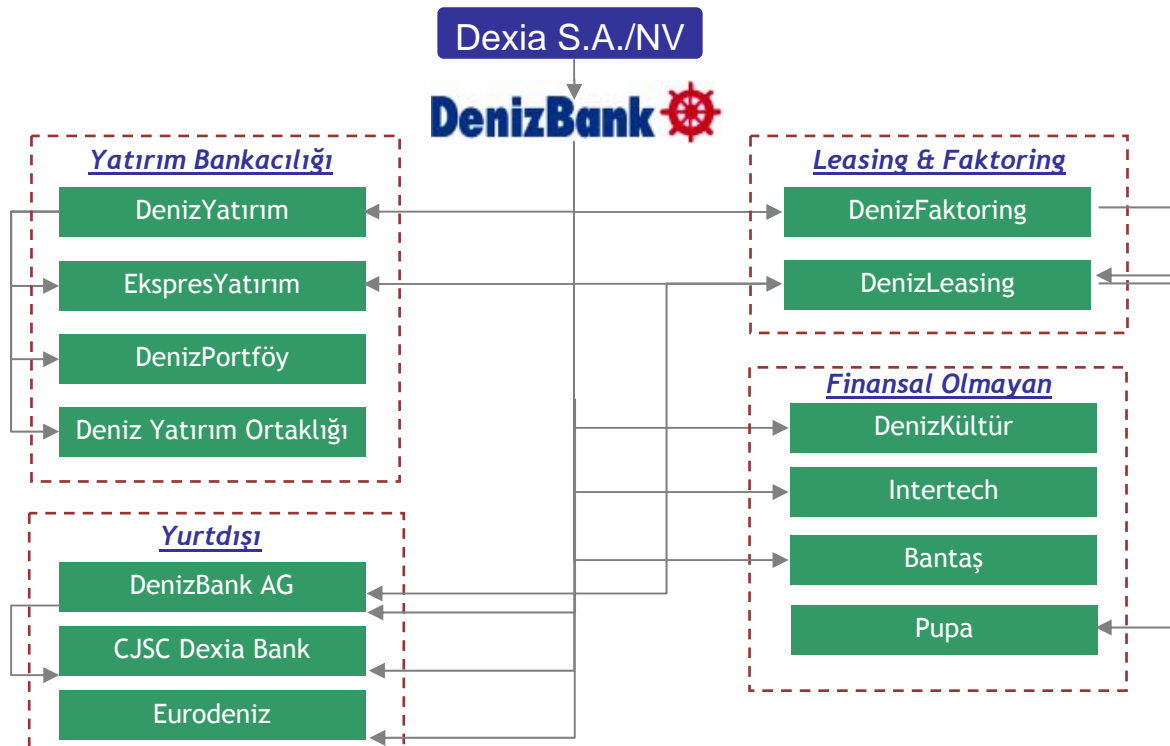 Dexia S.A./NV
DenizBank
Yatırım Bankacılığı
DenizYatırım
EkspresYatırım
DenizPortföy
Deniz Yatırım Ortaklığı
Yurtdışı
DenizBank AG
CJSC Dexia Bank
Eurodeniz
Leasing & Faktoring
DenizFaktoring
DenizLeasing
Finansal Olmayan
DenizKültür
Intertech
Bantaş
Pupa